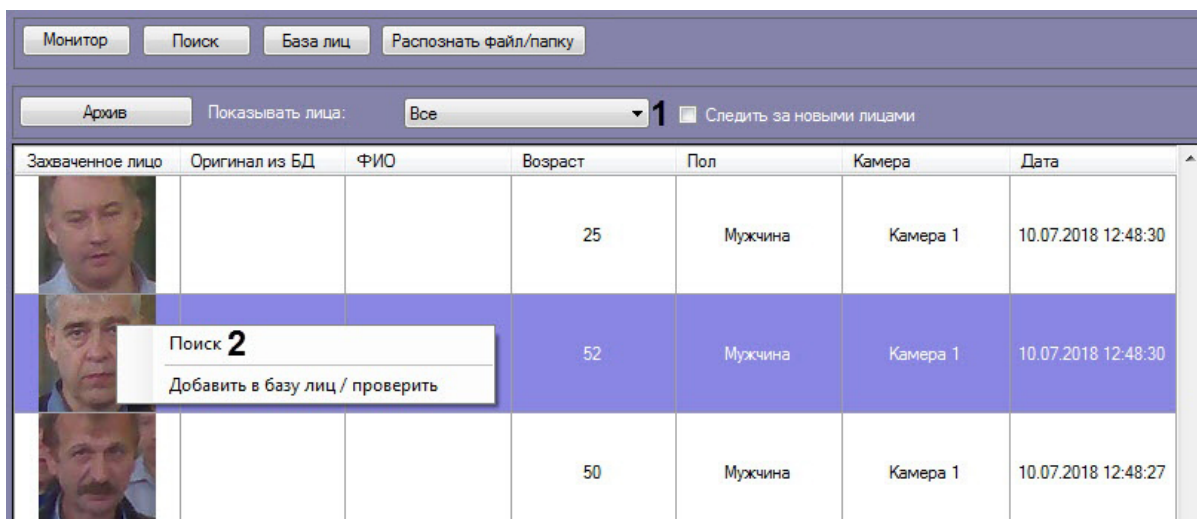 Монитор Поиск База лиц Распознать файл/папку
Архив Показывать лица: Все 1 Следить за новыми лицами
Захваченное лицо Оригинал из БД ФИО Возраст Пол Камера Дата
25 Мужчина Камера 1 10.07.2018 12:48:30
Поиск 2
52 Мужчина Камера 1 10.07.2018 12:48:30
Добавить в базу лиц / проверить
50 Мужчина Камера 1 10.07.2018 12:48:27